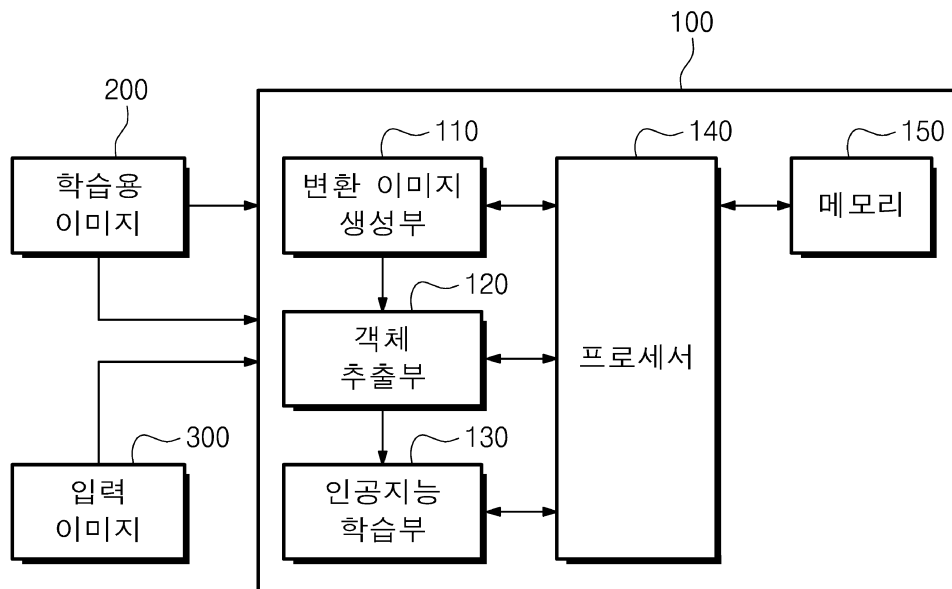 100
200
학습용
이미지
110
변환 이미지
생성부
140
프로세서
150
메모리
120
객체
추출부
300
입력
이미지
130
인공지능
학습부